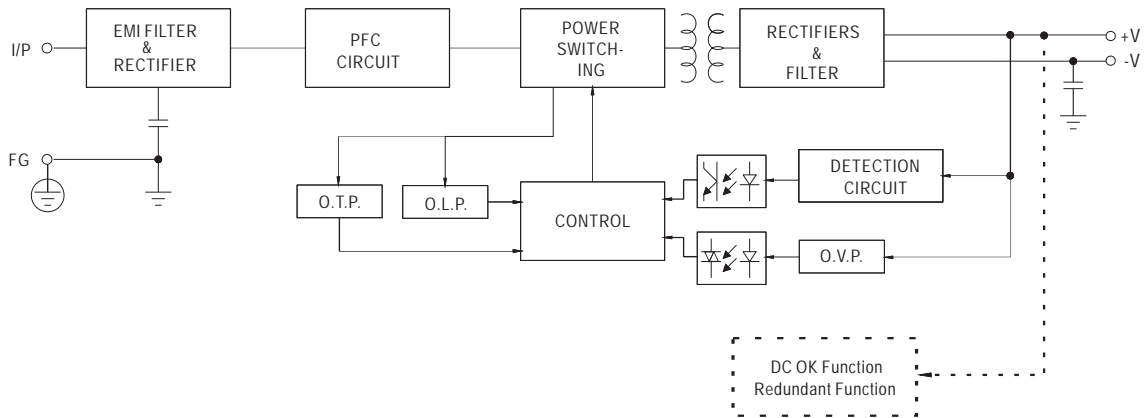 I/P
EMI FILTER
&
RECTIFIER
PFC
CIRCUIT
POWER
SWITCH-
ING
RECTIFIERS
&
FILTER
+V
-V
FG
O.T.P.
O.L.P.
CONTROL
DETECTION
CIRCUIT
O.V.P.
DC OK Function
Redundant Function